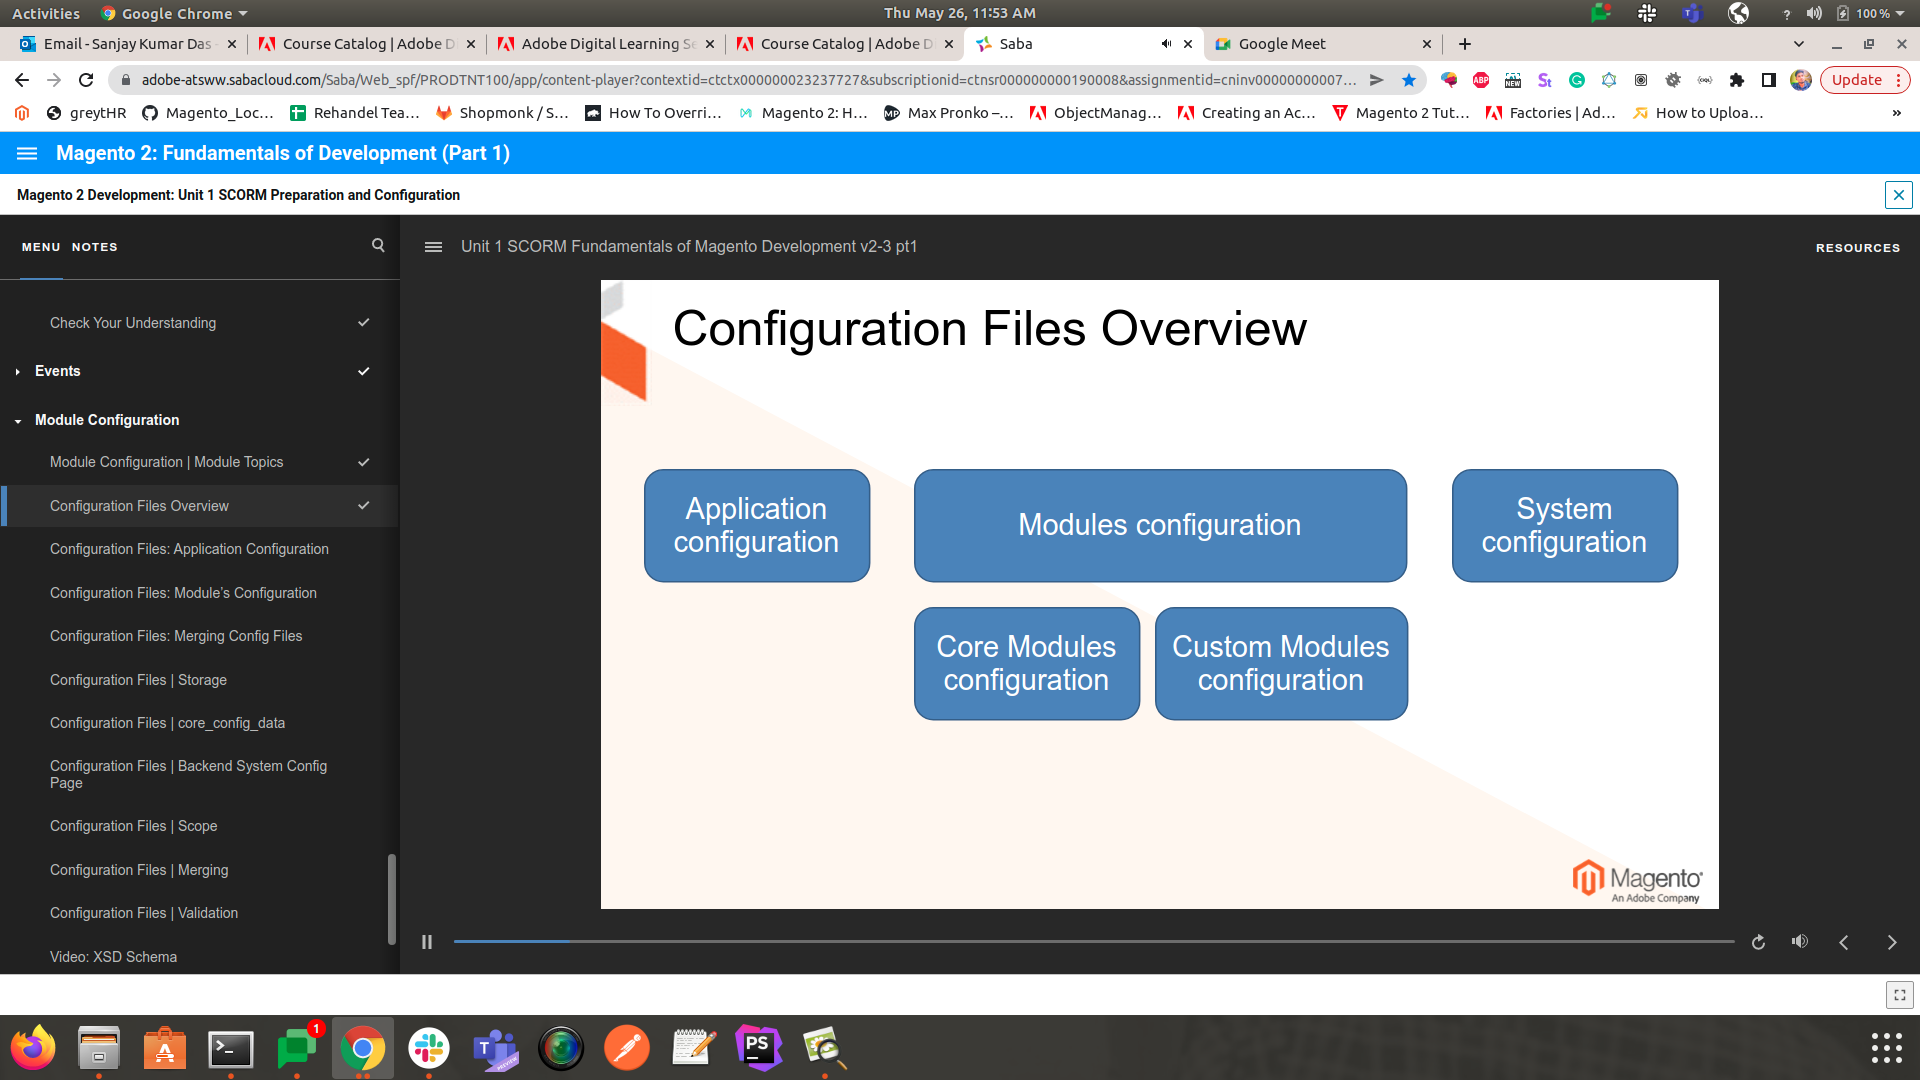 Activities
Google Chrome
Thu May 26, 11:53 AM
100 %
Email - Sanjay Kumar Das
Course Catalog | Adobe D
Adobe Digital Learning Se
Course Catalog | Adobe D
Saba
Google Meet
adobe-atsww.sabacloud.com/Saba/Web_spf/PRODTNT100/app/content-player?contextid=ctctx000000023237727&subscriptionid=ctnsr000000000190008&assignmentid=cninv00000000007...
Update
greytHR
Magento_Loc...
Rehandel Tea...
Shopmonk / S...
How To Overri...
Magento 2: H...
Max Pronko –...
ObjectManag...
Creating an Ac...
Magento 2 Tut...
Factories | Ad...
How to Uploa...
»
Magento 2: Fundamentals of Development (Part 1)
Magento 2 Development: Unit 1 SCORM Preparation and Configuration
MENU
NOTES
Unit 1 SCORM Fundamentals of Magento Development v2-3 pt1
RESOURCES
Check Your Understanding
Events
Module Configuration
Module Configuration | Module Topics
Configuration Files Overview
Configuration Files: Application Configuration
Configuration Files: Module's Configuration
Configuration Files: Merging Config Files
Configuration Files | Storage
Configuration Files | core_config_data
Configuration Files | Backend System Config
Page
Configuration Files | Scope
Configuration Files | Merging
Configuration Files | Validation
Video: XSD Schema
Configuration Files Overview
Application
configuration
Modules configuration
System
configuration
Core Modules
configuration
Custom Modules
configuration
Magento
An Adobe Company
1
PS